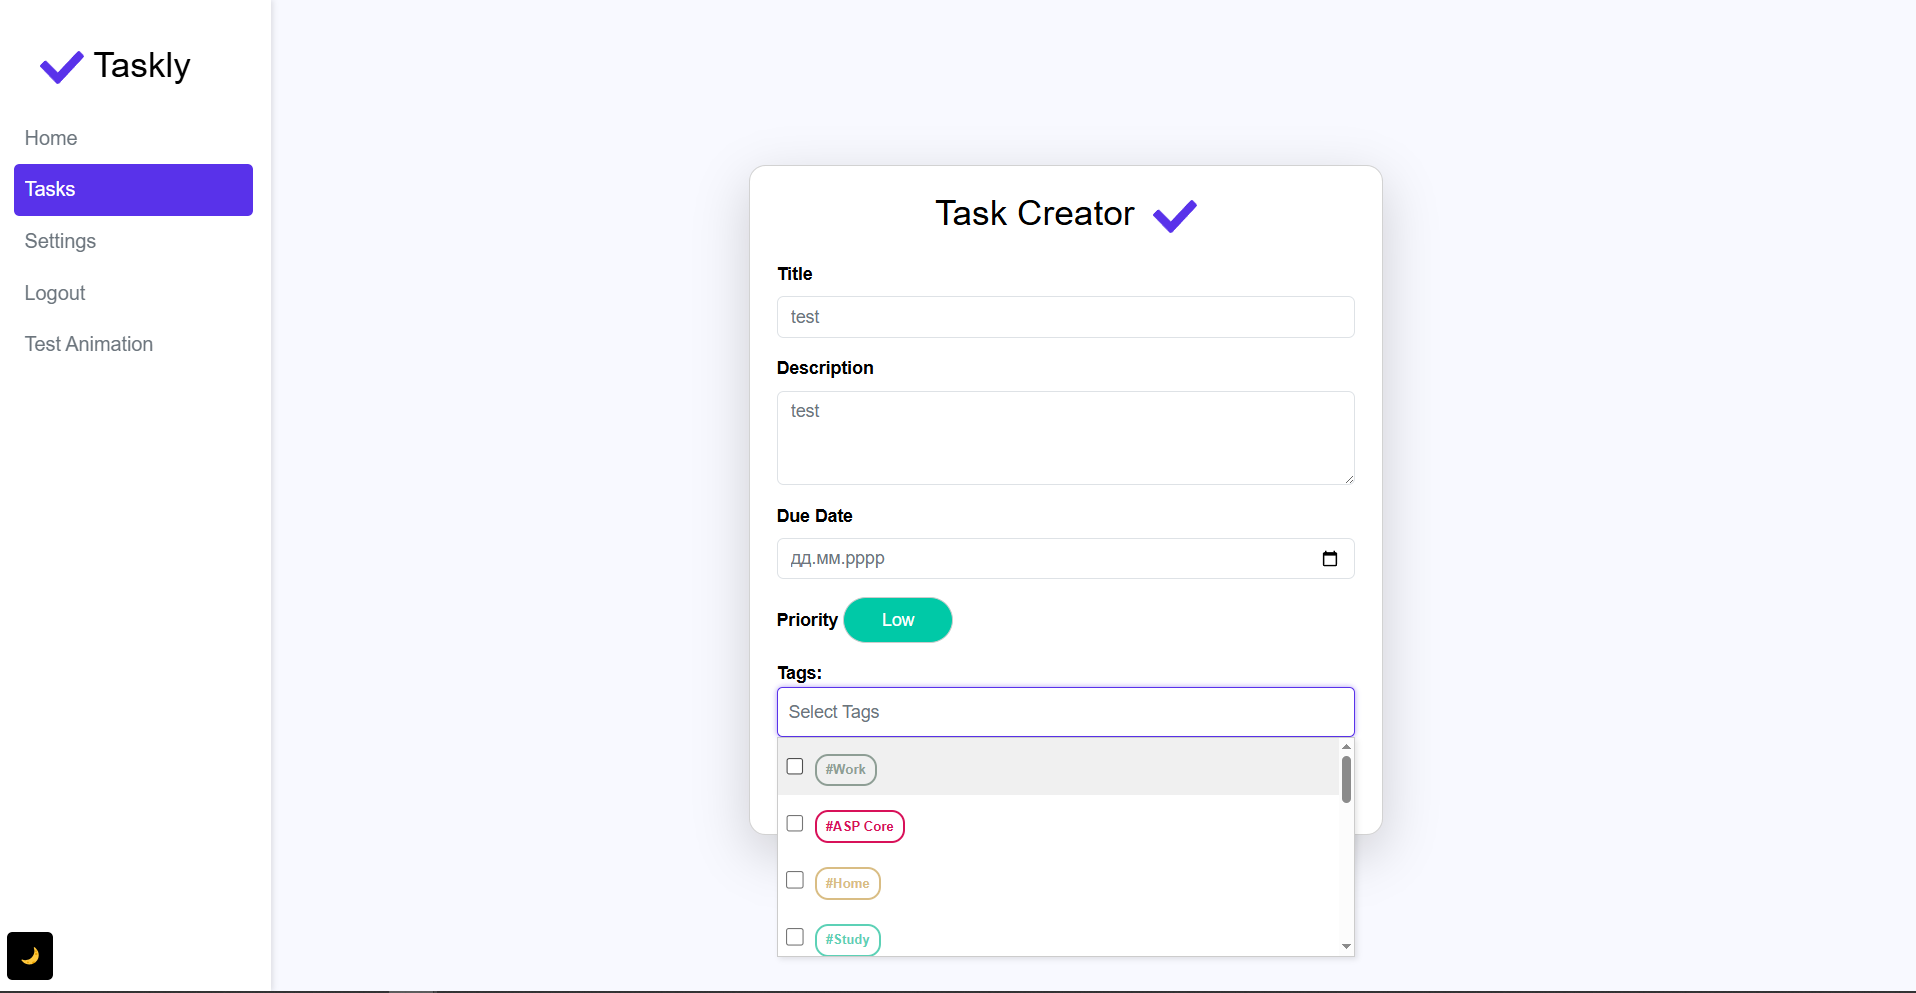 Taskly
Home
Tasks
Settings
Logout
Test Animation
Task Creator
Title
test
Description
test
Due Date
дд.мм.рррр
Priority Low
Tags:
Select Tags
#Work
#ASP Core
#Home
#Study